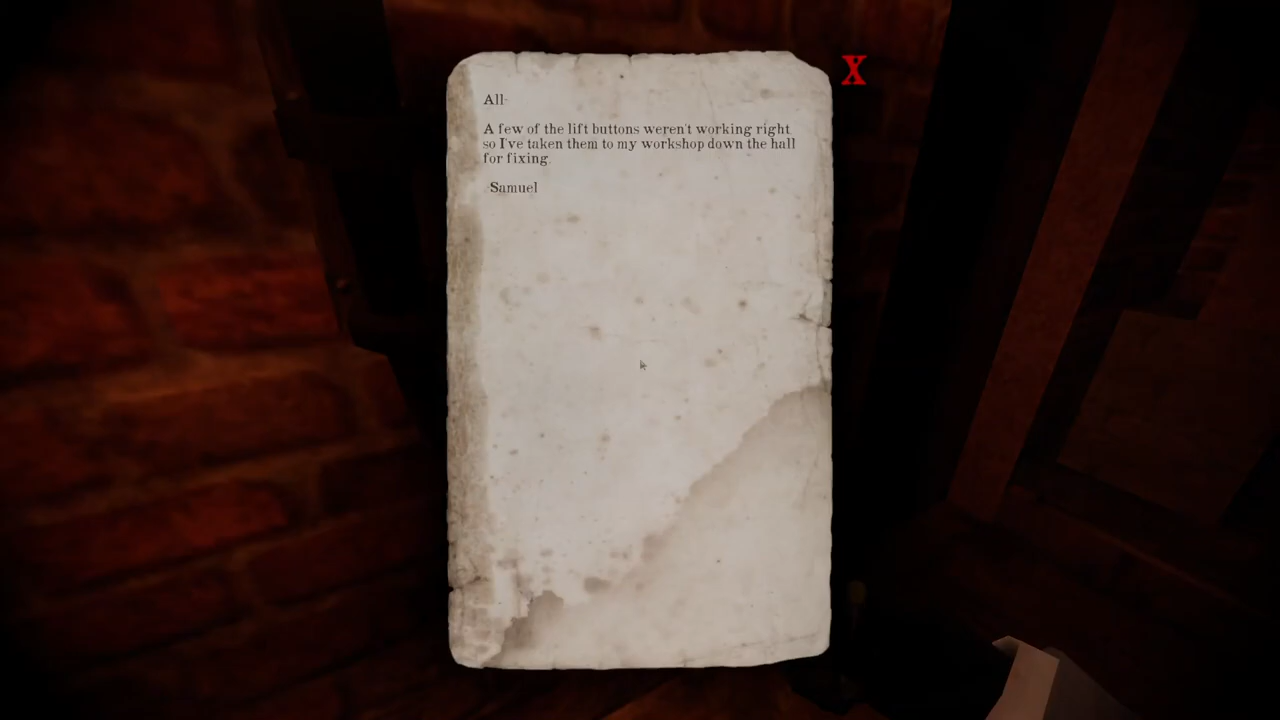 All-
A few of the lift buttons weren't working right
so I've taken them to my workshop down the hall
for fixing.
-Samuel
X